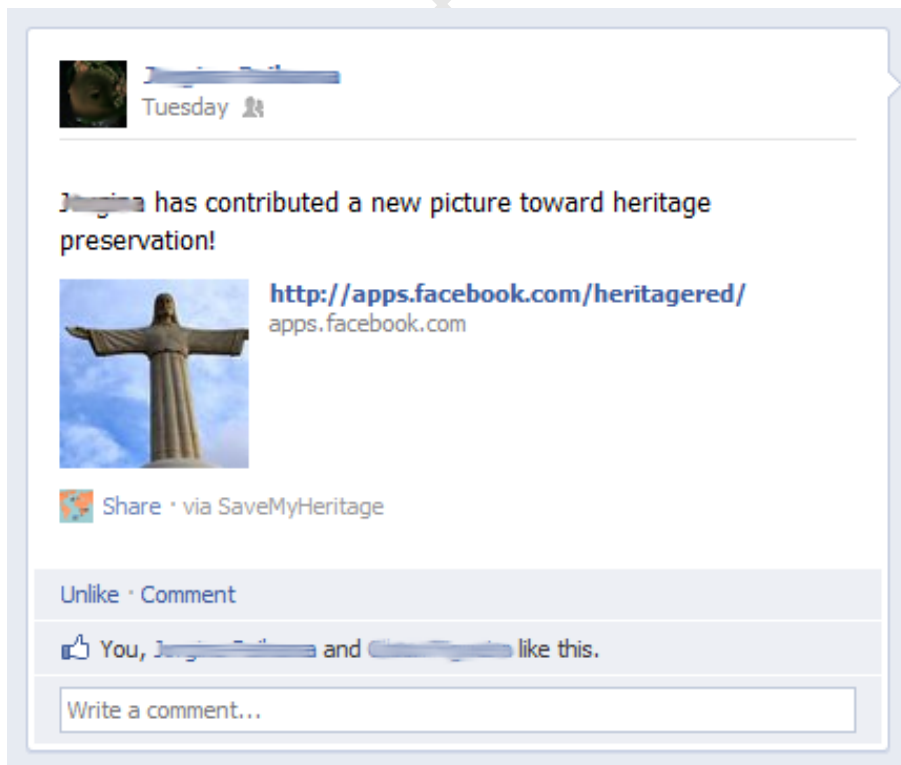 Tuesday
has contributed a new picture toward heritage
preservation!
http://apps.facebook.com/heritagered/
apps.facebook.com
Share · via SaveMyHeritage
Unlike · Comment
You, and like this.
Write a comment...